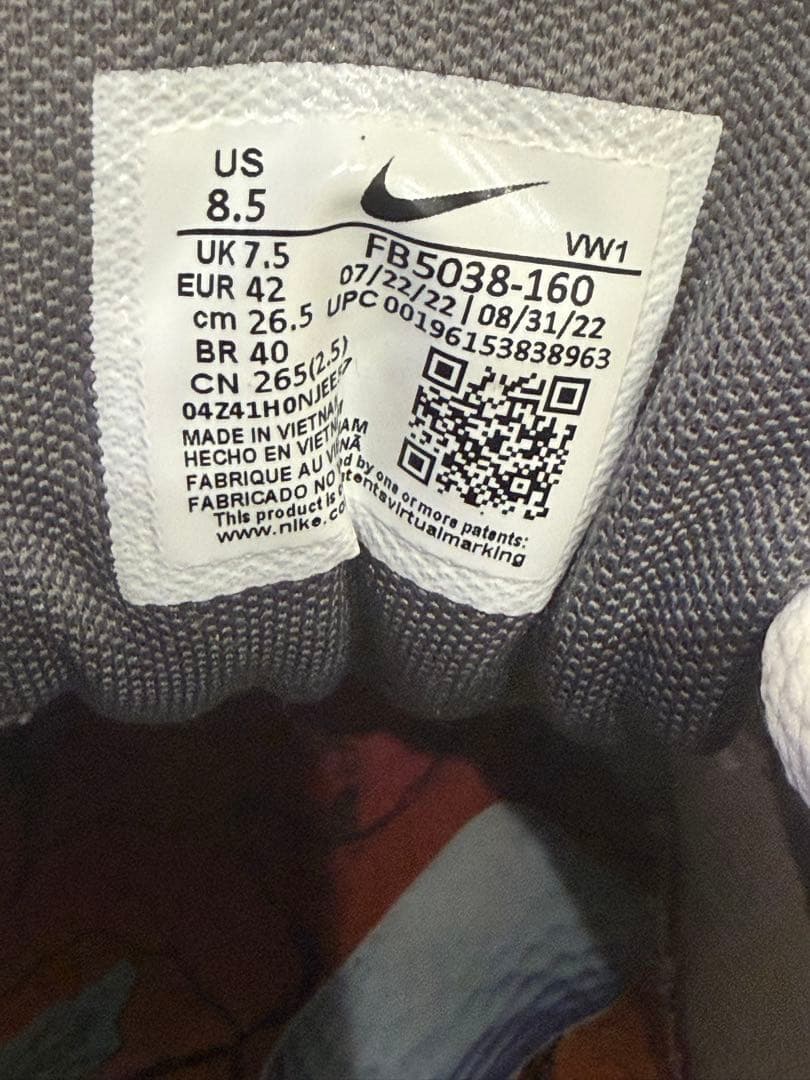 US
8.5
UK 7.5
EUR 42
cm 26.5
BR 40
CN 265(2.5)
04Z41H0NJEE
MADE IN VIETNAM
HECHO EN VIETNAM
FABRIQUE AU
FABRICADO NO
This product is
www.nike.co
VW1
FB5038-160
07/22/22 | 08/31/22
UPC 00196153838963
by one or more patents:
tentsvirtualmarking